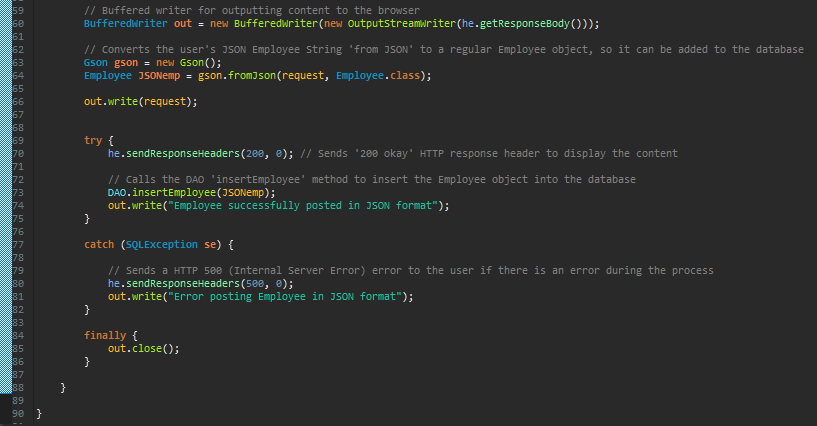 59 // Buffered writer for outputting content to the browser
60 BufferedWriter out = new BufferedWriter(new OutputStreamWriter(he.getResponseBody()));
61
62 // Converts the user's JSON Employee String 'from JSON' to a regular Employee object, so it can be added to the database
63 Gson gson = new Gson();
64 Employee JSONemp = gson.fromJson(request, Employee.class);
65
66 out.write(request);
67
68
69 try {
70 he.sendResponseHeaders(200, 0); // Sends '200 okay' HTTP response header to display the content
71
72 // Calls the DAO 'insertEmployee' method to insert the Employee object into the database
73 DAO.insertEmployee(JSONemp);
74 out.write("Employee successfully posted in JSON format");
75 }
76
77 catch (SQLException se) {
78
79 // Sends a HTTP 500 (Internal Server Error) error to the user if there is an error during the process
80 he.sendResponseHeaders(500, 0);
81 out.write("Error posting Employee in JSON format");
82 }
83
84 finally {
85 out.close();
86 }
87
88 }
89
90 }